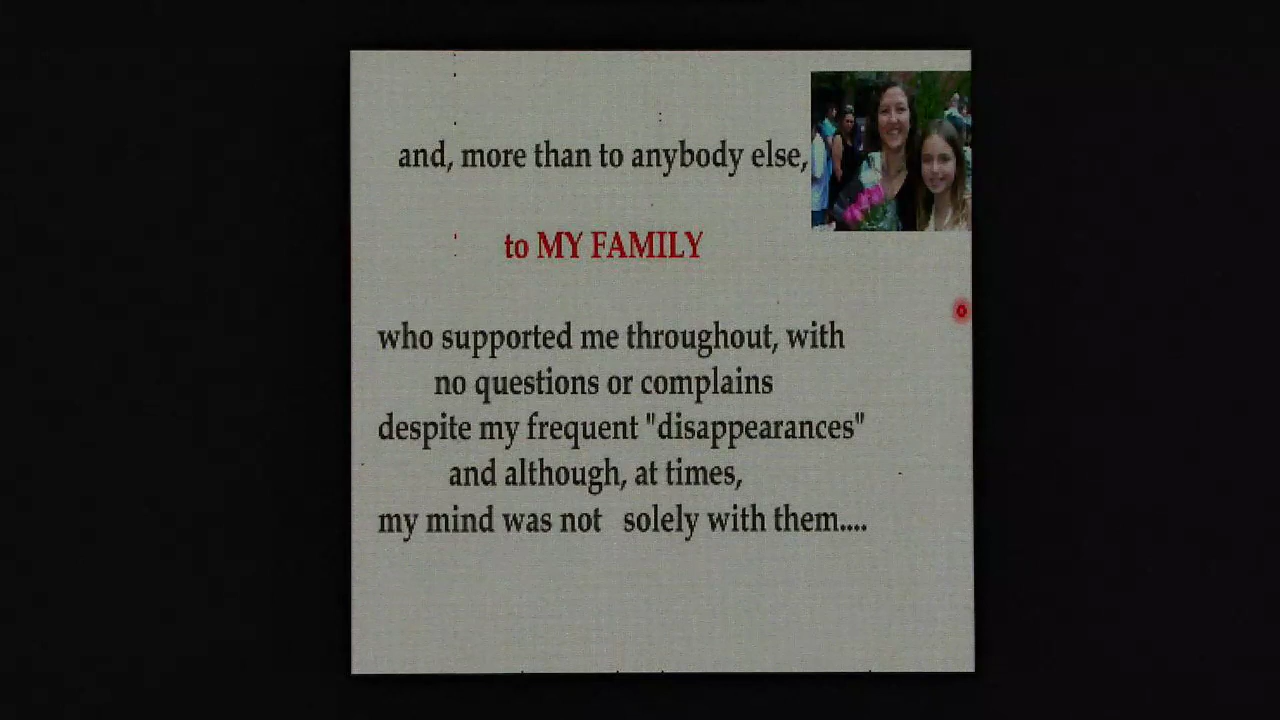 and, more than to anybody else,
to MY FAMILY
who supported me throughout, with
no questions or complains
despite my frequent "disappearances"
and although, at times,
my mind was not solely with them....